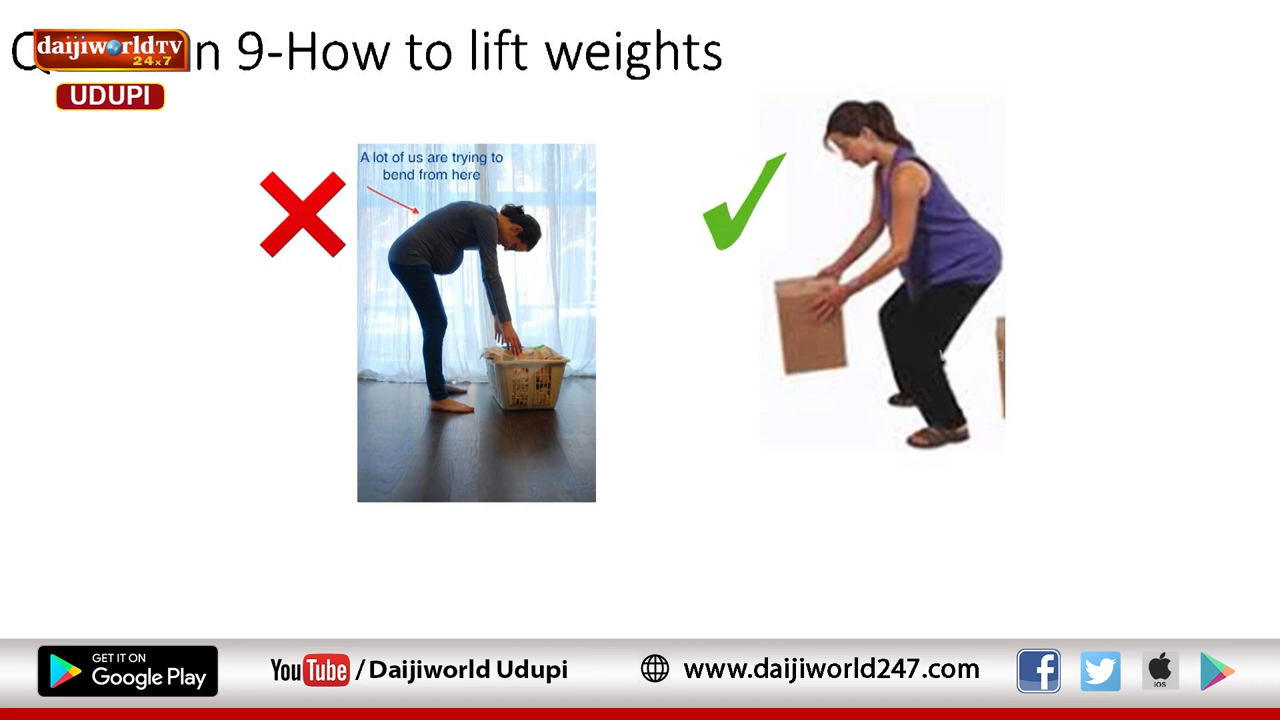 n 9-How to lift weights
daijiworldTV
24x7
UDUPI
A lot of us are trying to
bend from here
GET IT ON
Google Play
YouTube / Daijiworld Udupi
www.daijiworld247.com
iOS